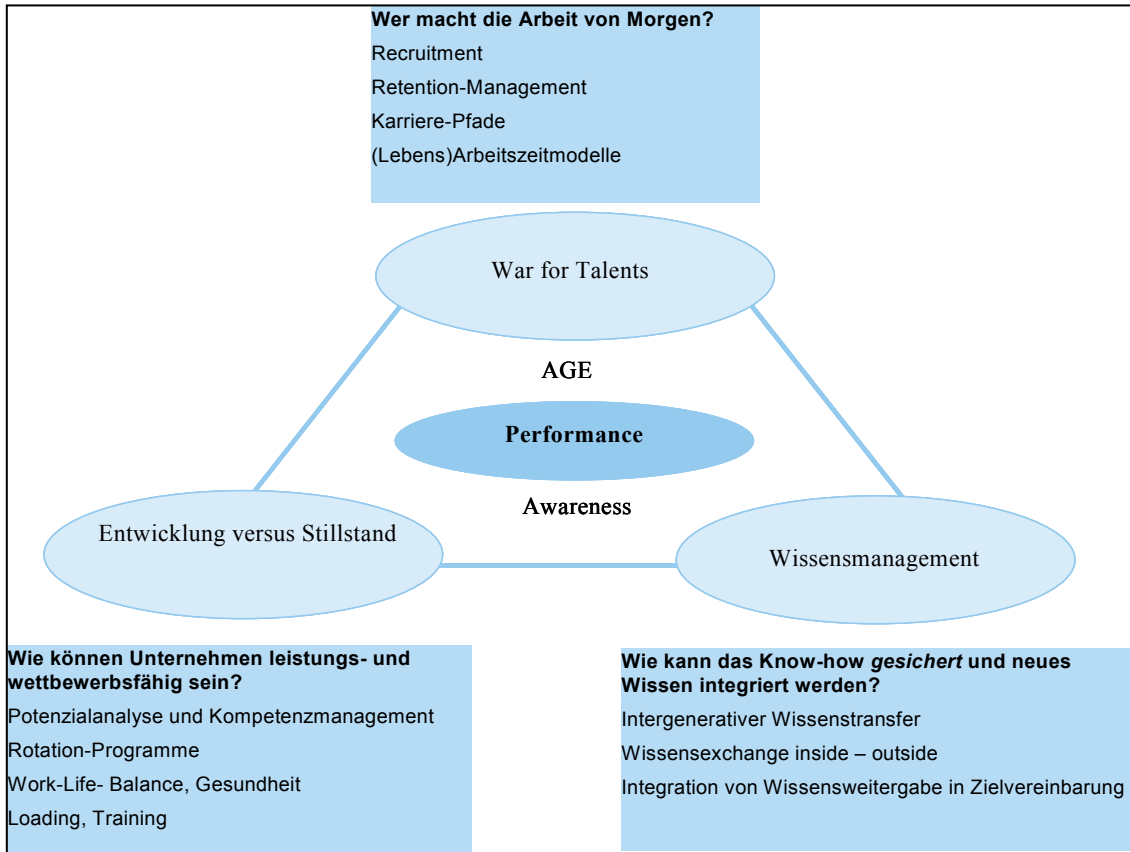 Wer macht die Arbeit von Morgen?
Recruitment
Retention-Management
Karriere-Pfade
(Lebens)Arbeitszeitmodelle
War for Talents
AGE
Performance
Awareness
Entwicklung versus Stillstand
Wissensmanagement
Wie können Unternehmen leistungs- und
wettbewerbsfähig sein?
Potenzialanalyse und Kompetenzmanagement
Rotation-Programme
Work-Life- Balance, Gesundheit
Loading, Training
Wie kann das Know-how gesichert und neues
Wissen integriert werden?
Intergenerativer Wissenstransfer
Wissensexchange inside – outside
Integration von Wissensweitergabe in Zielvereinbarung